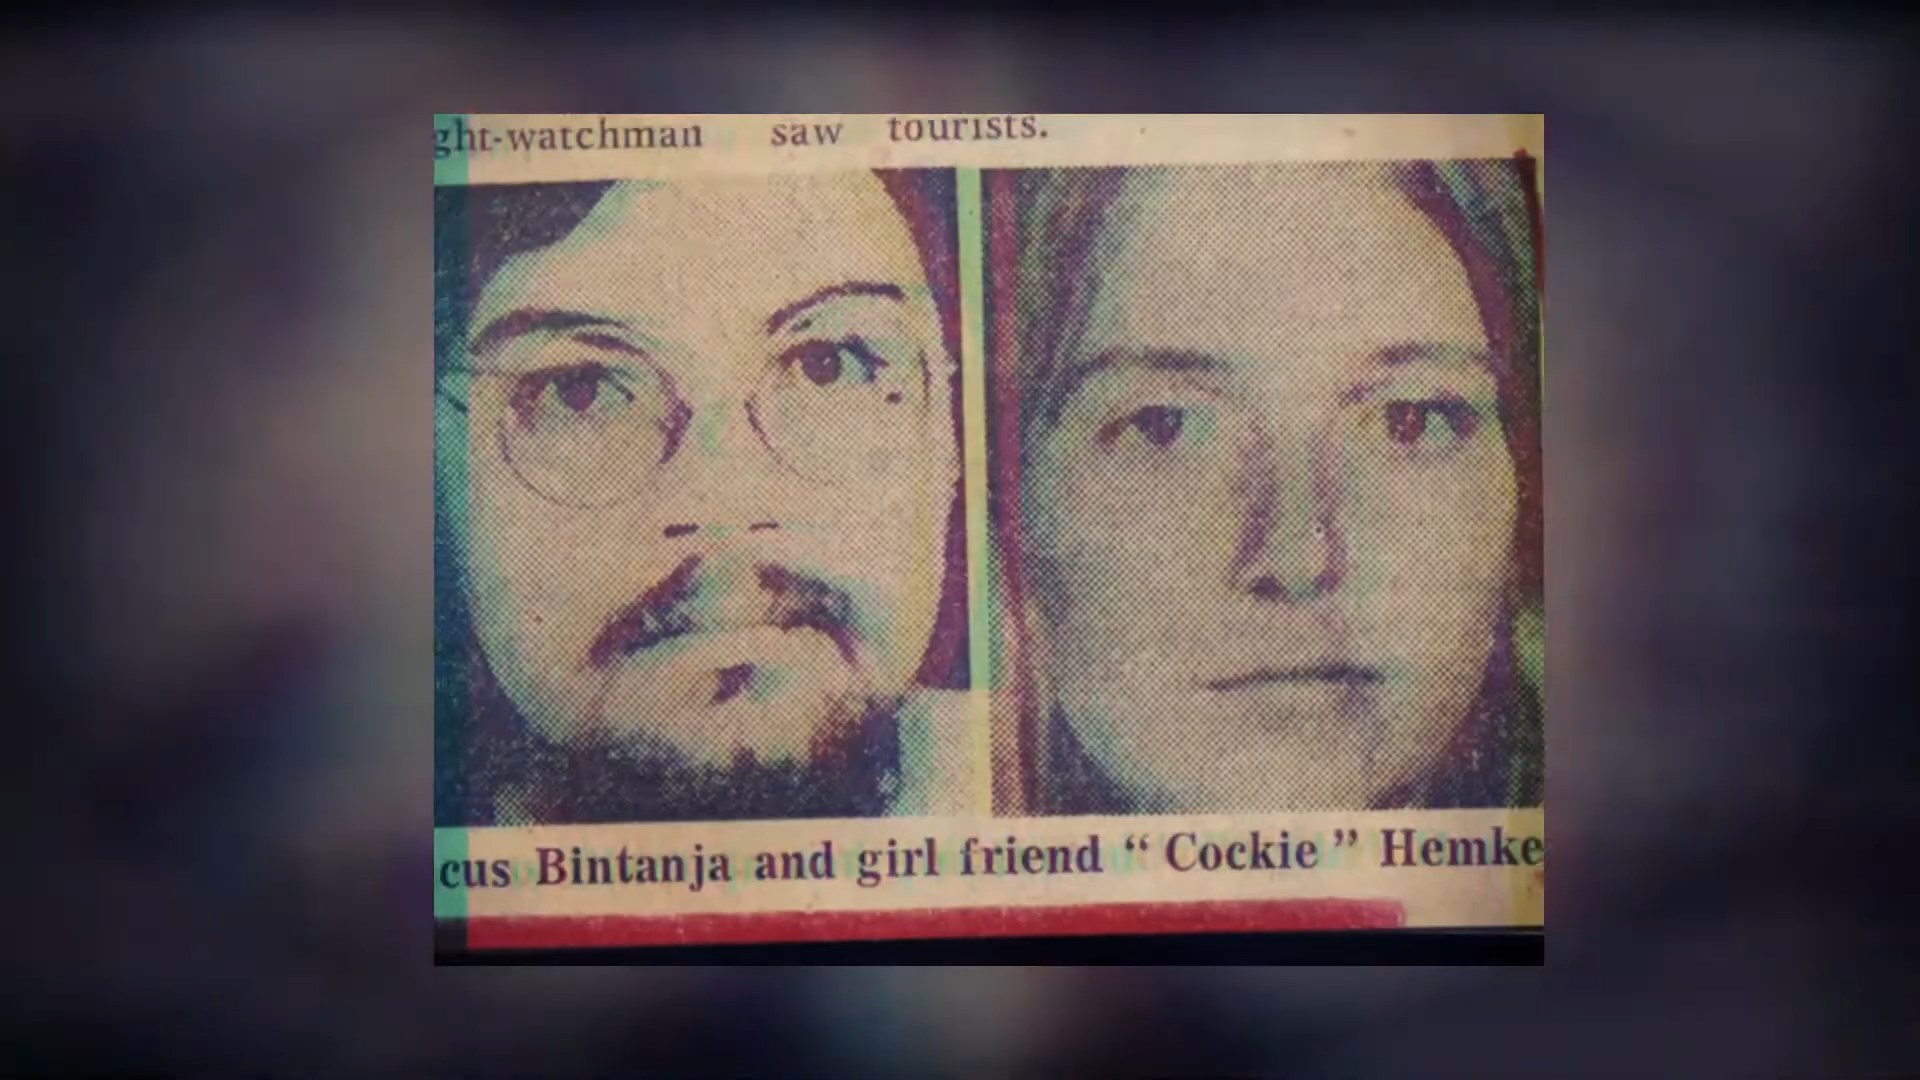 ght-watchman saw tourists.
cus Bintanja and girl friend “ Cockie ” Hemke